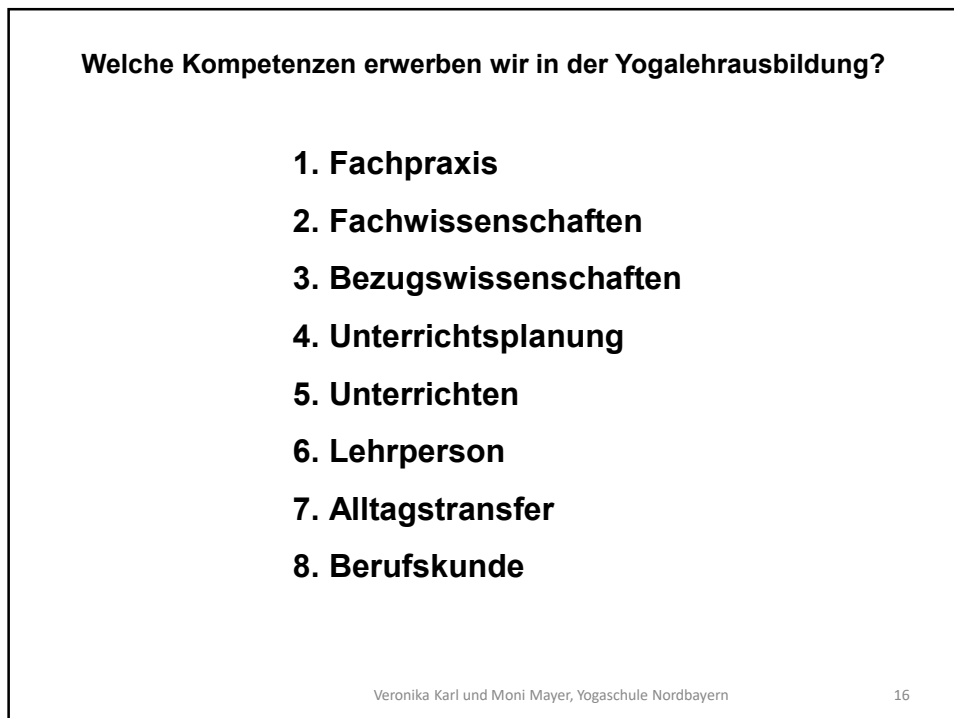 Welche Kompetenzen erwerben wir in der Yogalehrausbildung?
1. Fachpraxis
2. Fachwissenschaften
3. Bezugswissenschaften
4. Unterrichtsplanung
5. Unterrichten
6. Lehrperson
7. Alltagstransfer
8. Berufskunde
Veronika Karl und Moni Mayer, Yogaschule Nordbayern 16